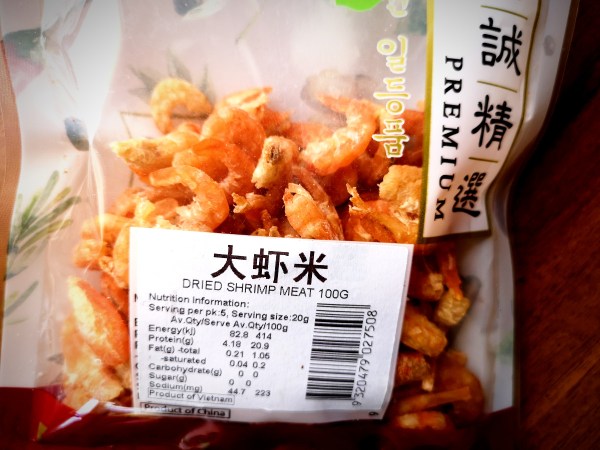 誠精選
PREMIUM
大虾米
DRIED SHRIMP MEAT 100G
Nutrition Information:
Serving per pk:5, Serving size:20g
Av.Qty/Serve Av.Qty/100g
Energy(kj) 82.8 414
Protein(g) 4.18 20.9
Fat(g) -total 0.21 1.05
-saturated 0.04 0.2
Carbohydrate(g) 0 0
Sugar(g) 0 0
Sodium(mg) 44.7 223
Product of Vietnam
Product of China
9320479027508